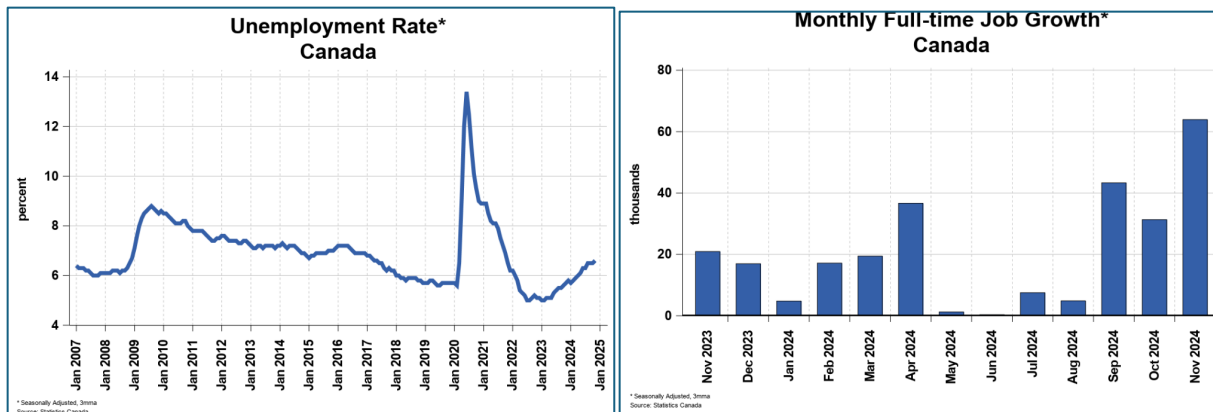 Unemployment Rate*
Canada
14
12
10
8
6
4
percent
Jan 2007
Jan 2008
Jan 2009
Jan 2010
Jan 2011
Jan 2012
Jan 2013
Jan 2014
Jan 2015
Jan 2016
Jan 2017
Jan 2018
Jan 2019
Jan 2020
Jan 2021
Jan 2022
Jan 2023
Jan 2024
Jan 2025
* Seasonally Adjusted, 3mma
Source: Statistics Canada
Monthly Full-time Job Growth*
Canada
80
60
40
20
0
thousands
Nov 2023
Dec 2023
Jan 2024
Feb 2024
Mar 2024
Apr 2024
May 2024
Jun 2024
Jul 2024
Aug 2024
Sep 2024
Oct 2024
Nov 2024
* Seasonally Adjusted, 3mma
Source: Statistics Canada